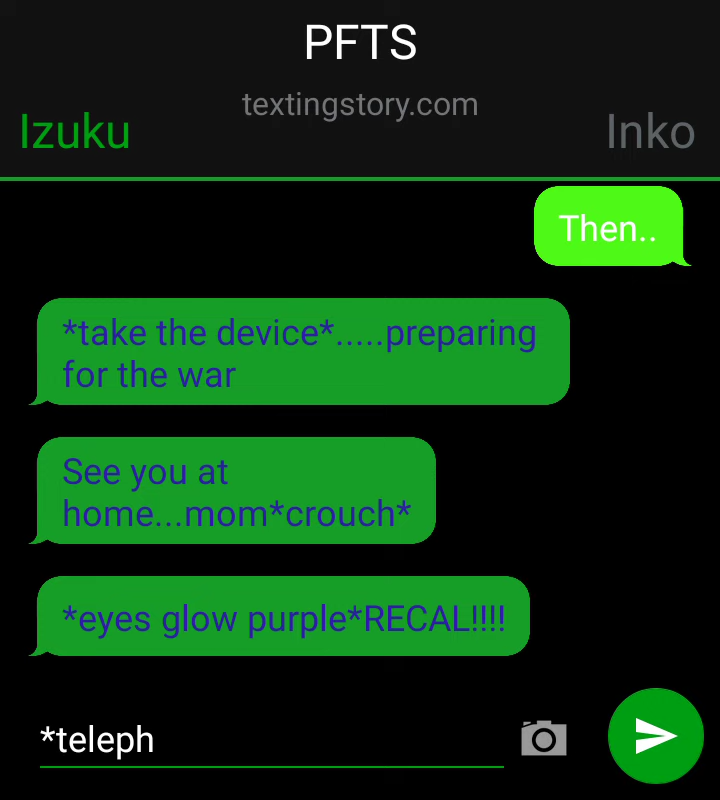 PFTS
textingstory.com
Izuku
Inko
Then..
*take the device*.....preparing
for the war
See you at
home...mom*crouch*
*eyes glow purple*RECAL!!!!
*teleph